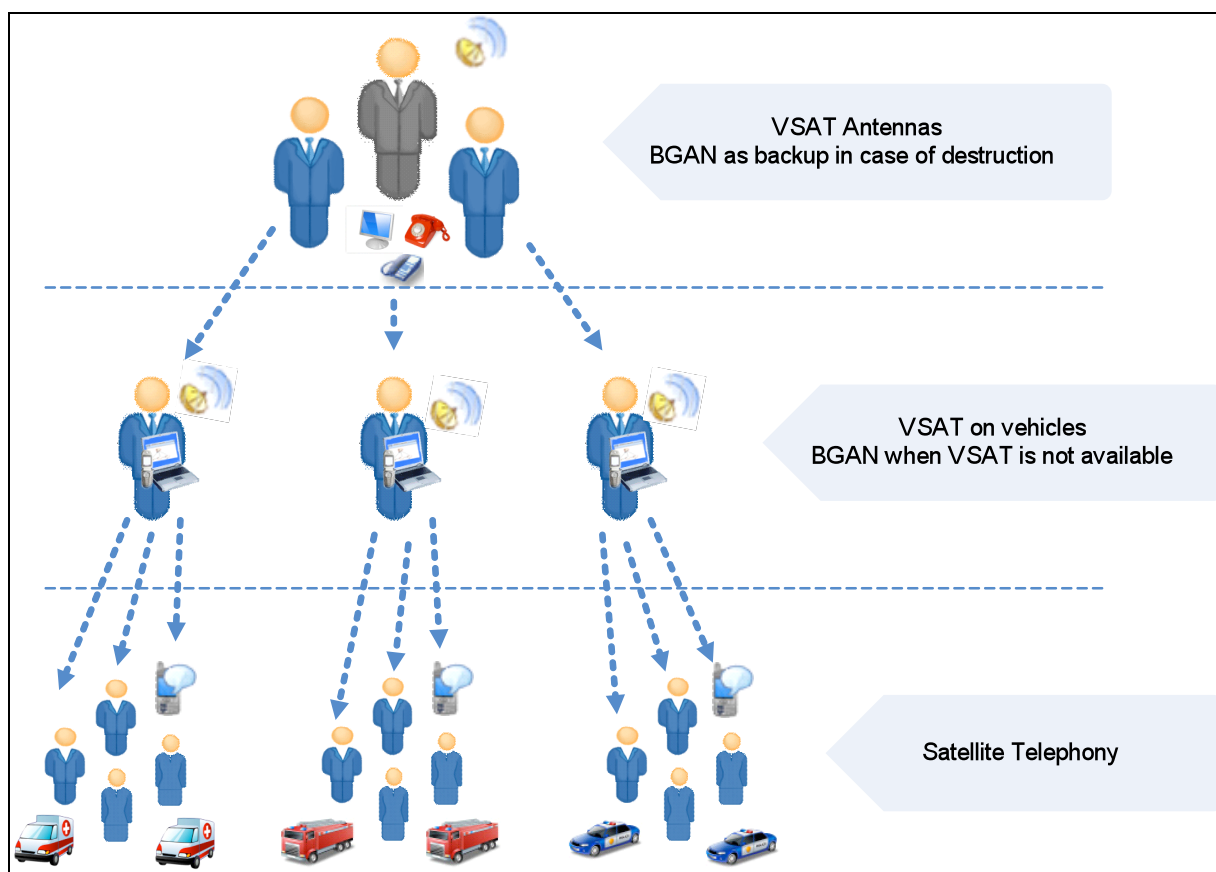 VSAT Antennas
BGAN as backup in case of destruction
VSAT on vehicles
BGAN when VSAT is not available
Satellite Telephony